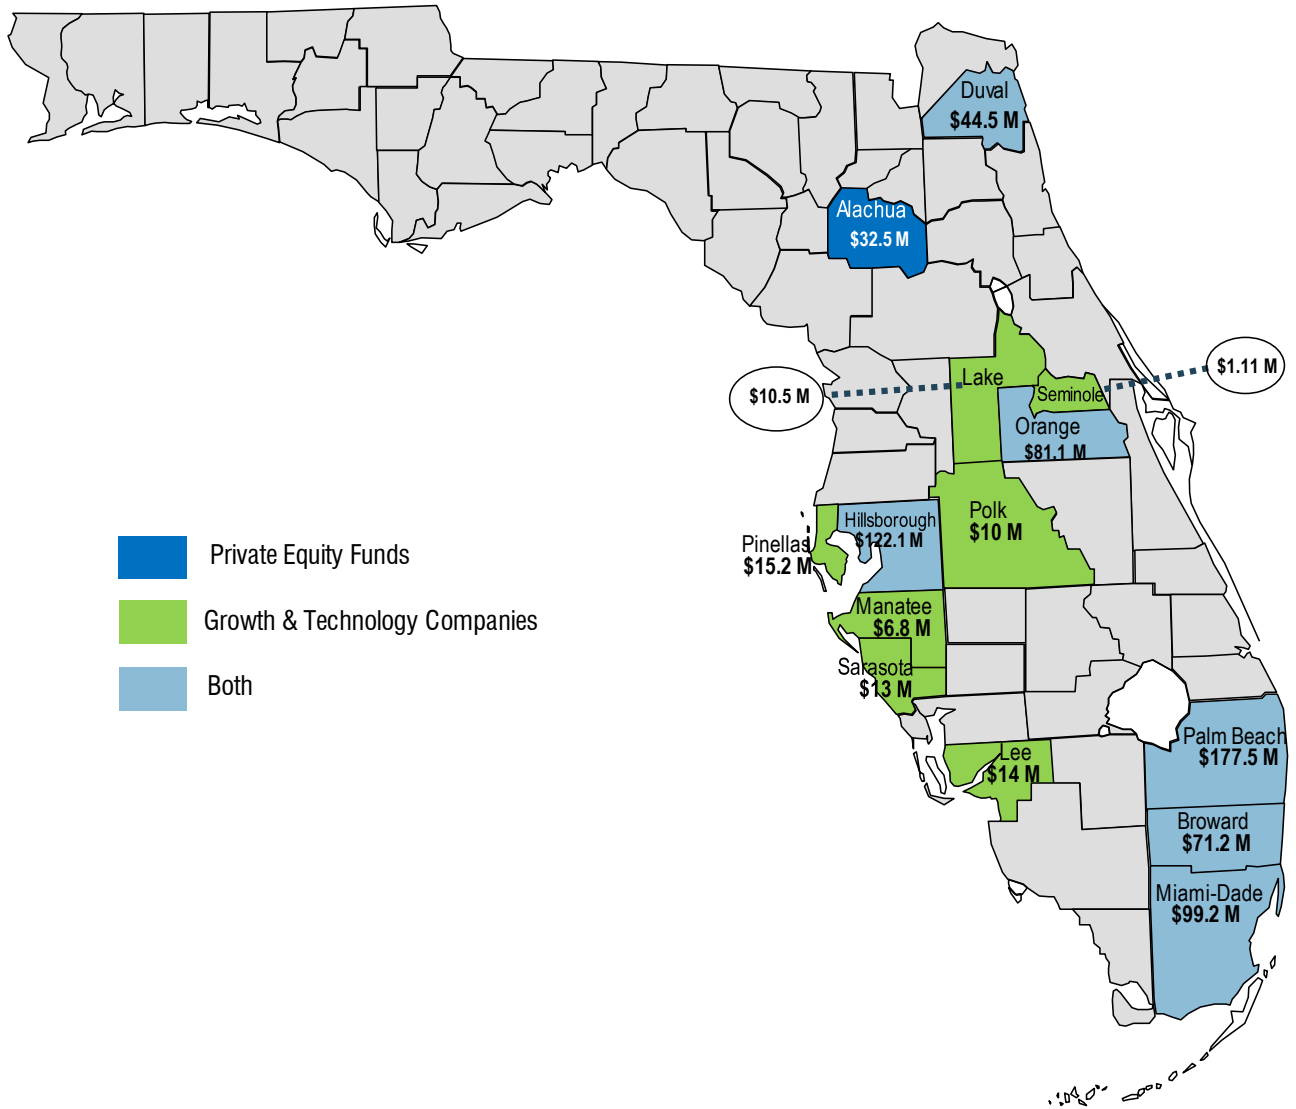 Duval
$44.5 M
Alachua
$32.5 M
$1.11 M
Lake
$10.5 M
Seminole
Orange
$81.1 M
Polk
$10 M
Hillsborough
$122.1 M
Pinellas
$15.2 M
Private Equity Funds
Growth & Technology Companies
Both
Manatee
$6.8 M
Sarasota
$13 M
Lee
$14 M
Palm Beach
$177.5 M
Broward
$71.2 M
Miami-Dade
$99.2 M